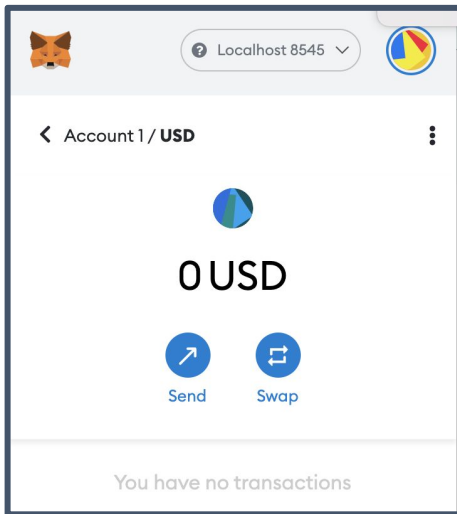 Localhost 8545
Account 1 / USD
0 USD
Send
Swap
You have no transactions